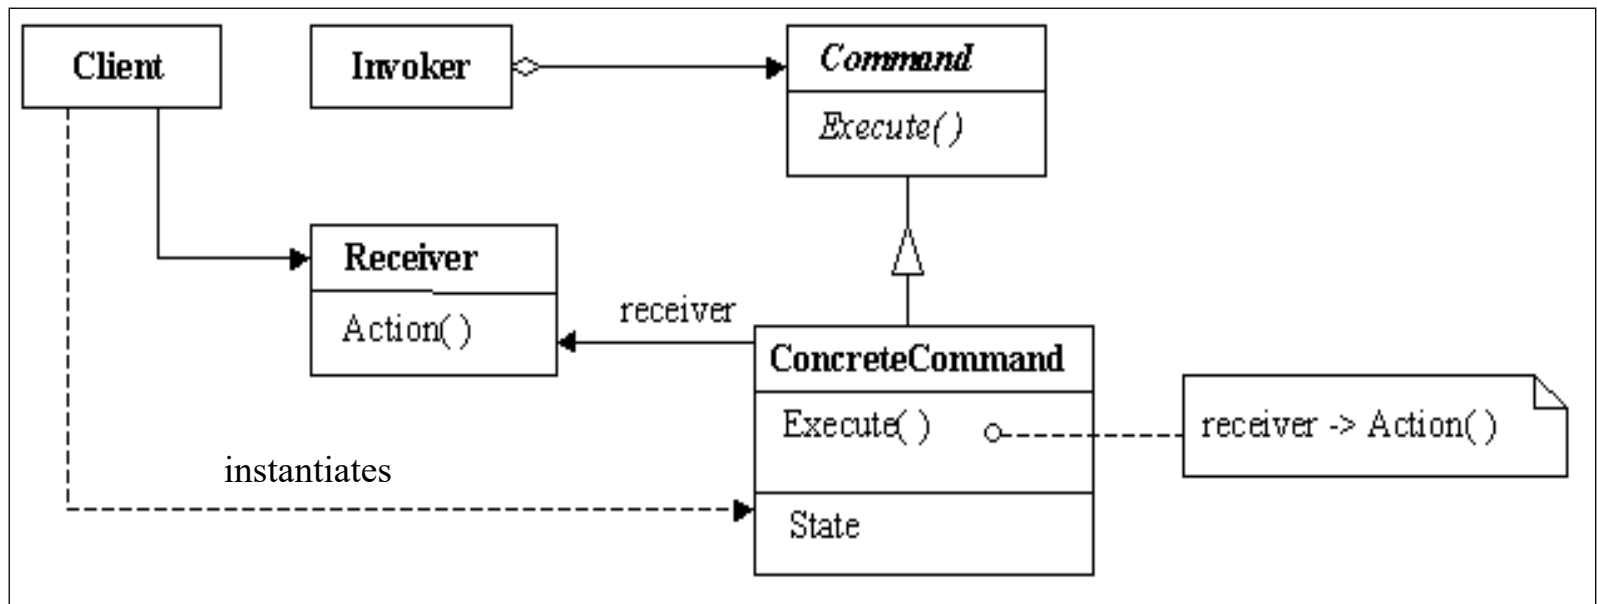 Client
Invoker
Command
Execute( )
Receiver
Action( )
receiver
ConcreteCommand
Execute( )
receiver -> Action( )
instantiates
State